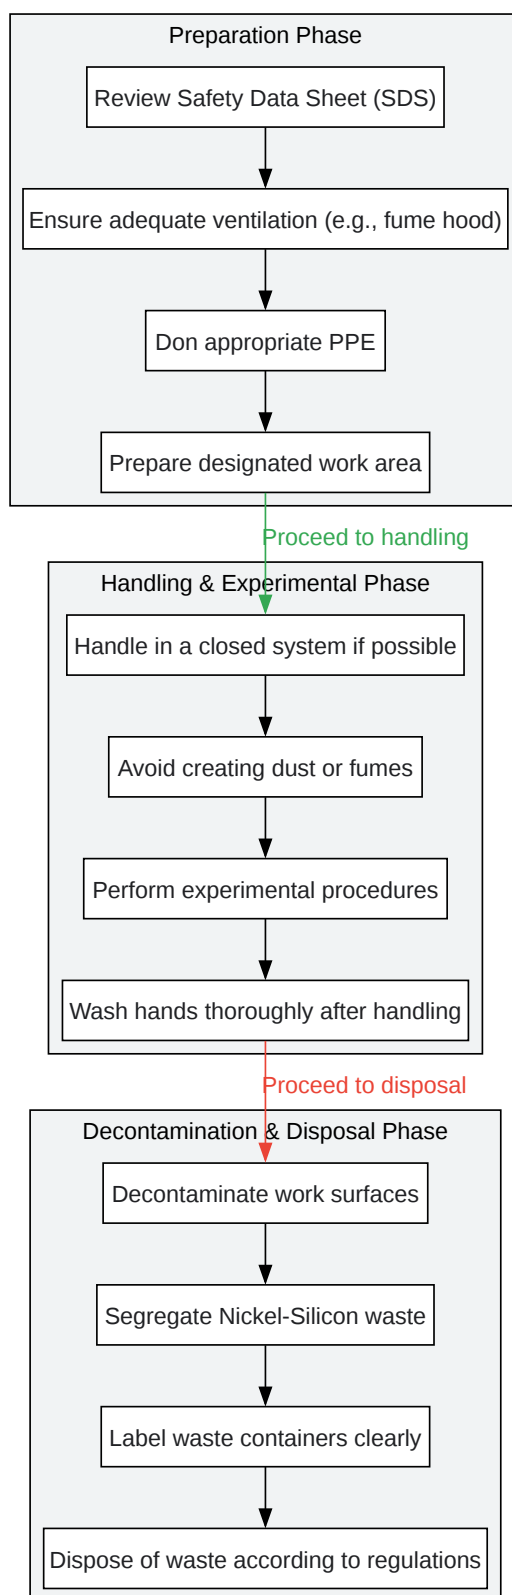 Preparation Phase
Review Safety Data Sheet (SDS)
Ensure adequate ventilation (e.g., fume hood)
Don appropriate PPE
Prepare designated work area
Proceed to handling
Handling & Experimental Phase
Handle in a closed system if possible
Avoid creating dust or fumes
Perform experimental procedures
Wash hands thoroughly after handling
Proceed to disposal
Decontamination & Disposal Phase
Decontaminate work surfaces
Segregate Nickel-Silicon waste
Label waste containers clearly
Dispose of waste according to regulations